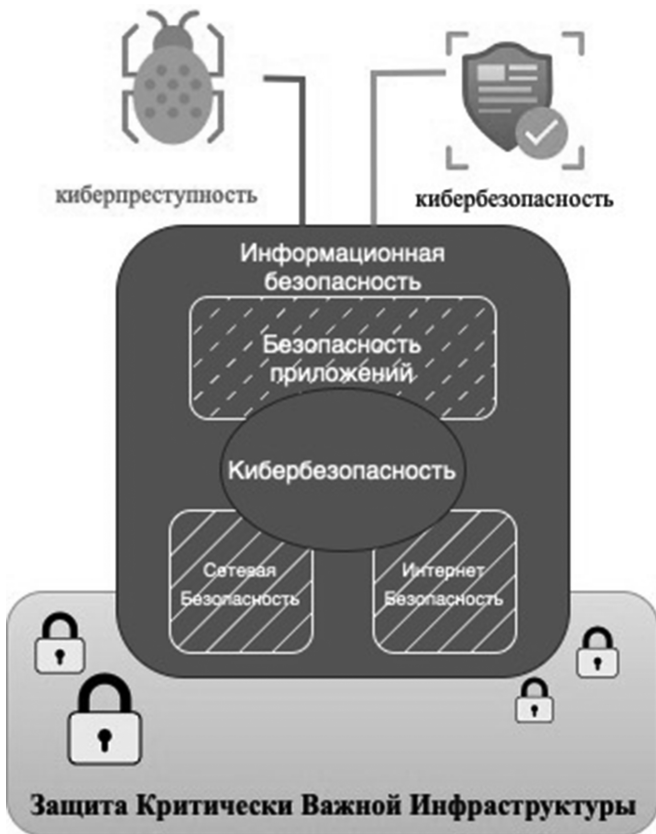 киберпреступность
кибербезопасность
Информационная
безопасность
Безопасность
приложений
Кибербезопасность
Сетевая
Безопасность
Интернет
Безопасность
Защита Критически Важной Инфраструктуры